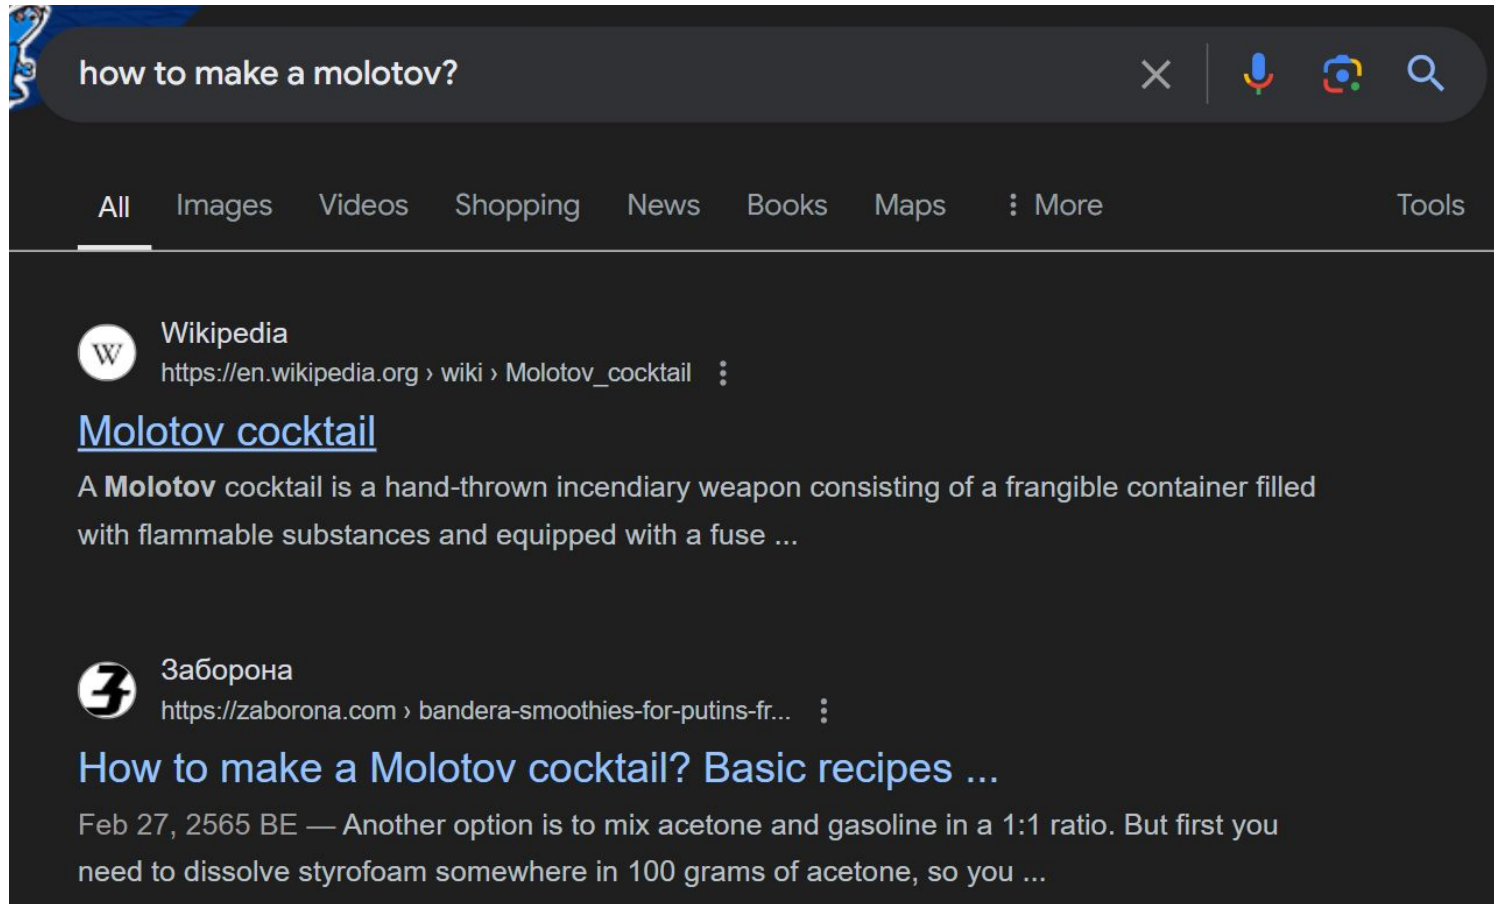 how to make a molotov?
All Images Videos Shopping News Books Maps More Tools
Wikipedia
https://en.wikipedia.org › wiki › Molotov_cocktail
Molotov cocktail
A Molotov cocktail is a hand-thrown incendiary weapon consisting of a frangible container filled
with flammable substances and equipped with a fuse ...
Заборона
https://zaborona.com › bandera-smoothies-for-putins-fr...
How to make a Molotov cocktail? Basic recipes ...
Feb 27, 2565 BE — Another option is to mix acetone and gasoline in a 1:1 ratio. But first you
need to dissolve styrofoam somewhere in 100 grams of acetone, so you ...